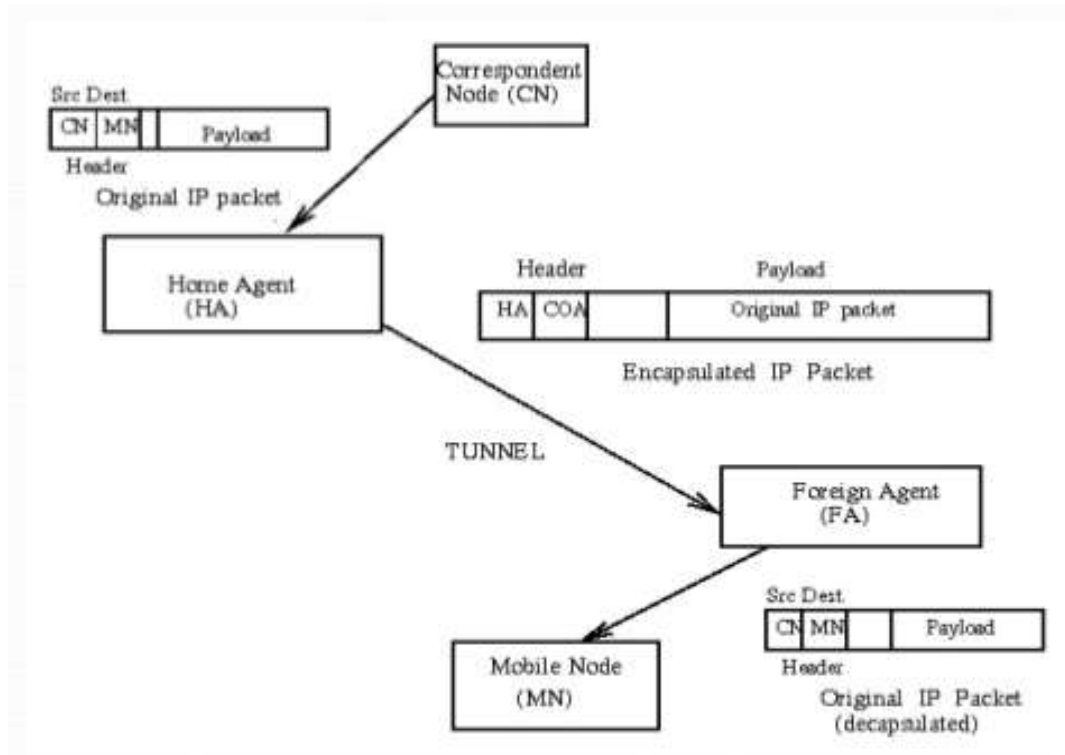 Correspondent
Node (CN)
Src Dest.
CN MN Payload
Header
Original IP packet
Home Agent
(HA)
Header Payload
HA COA Original IP packet
Encapsulated IP Packet
TUNNEL
Foreign Agent
(FA)
Src Dest.
CN MN Payload
Header
Original IP Packet
(decapsulated)
Mobile Node
(MN)